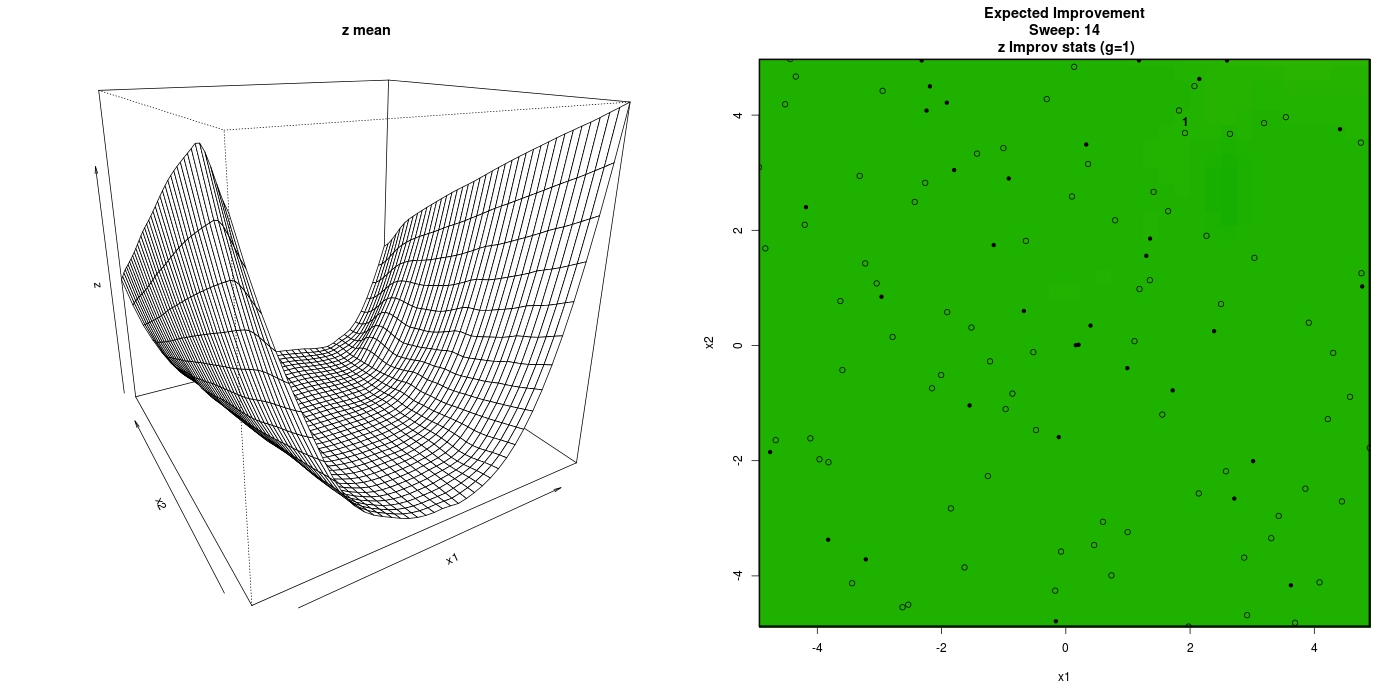 z mean
z
x2
x1
Expected Improvement
Sweep: 14
z Improv stats (g=1)
4
2
0
-2
-4
x2
1
-4
-2
0
2
4
x1